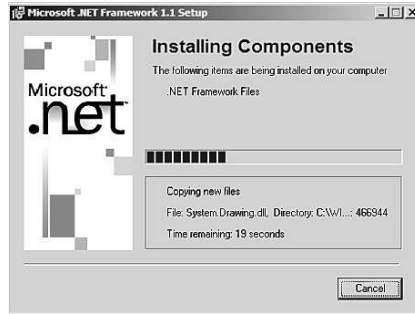 Microsoft .NET Framework 1.1 Setup
Installing Components
The following items are being installed on your computer
.NET Framework Files
Microsoft
.net
Copying new files
File: System.Drawing.dll, Directory: C:\WI...: 466944
Time remaining: 19 seconds
Cancel